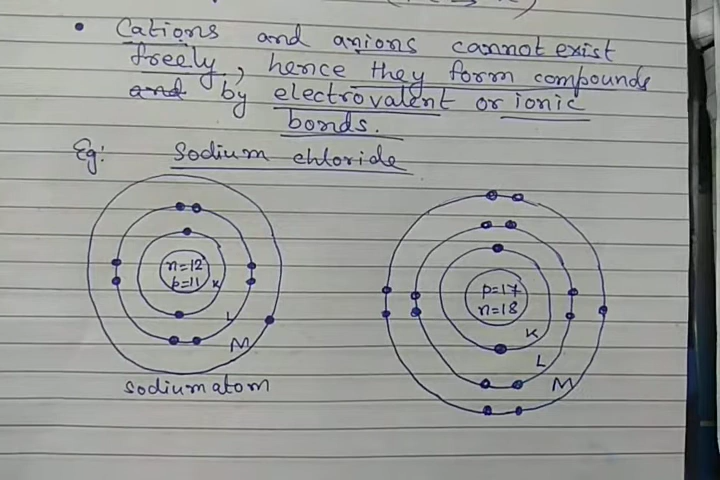 • Cations and anions cannot exist
freely, hence they form compounds
and by electrovalent or ionic
bonds.
Eg: Sodium chloride
n=12
p=11
K
L
M
sodium atom
p=17
n=18
K
L
M